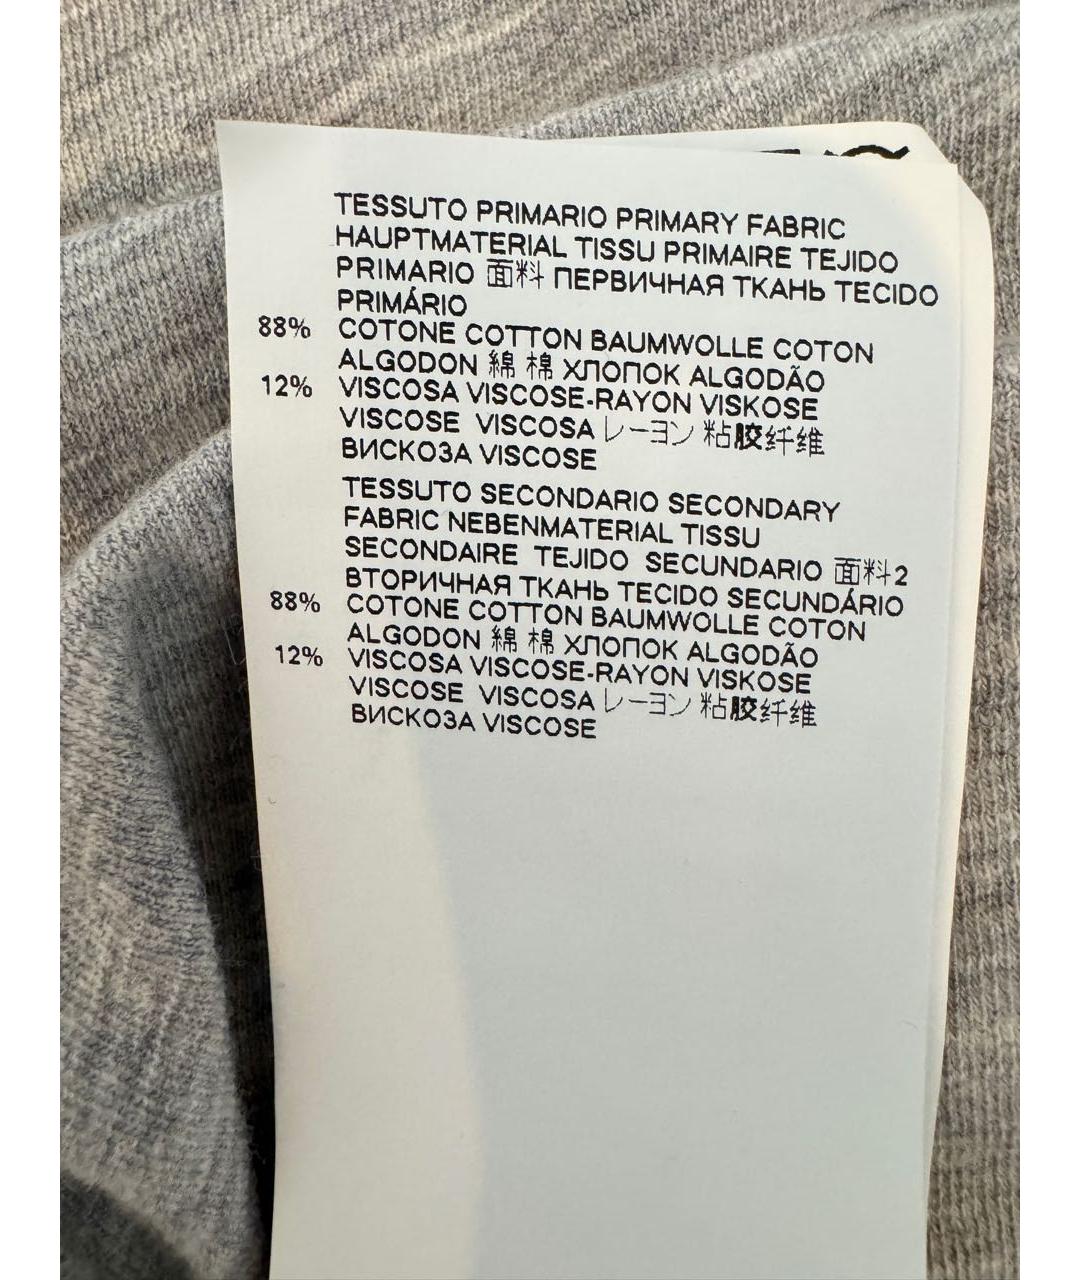 TESSUTO PRIMARIO PRIMARY FABRIC
HAUPTMATERIAL TISSU PRIMAIRE TEJIDO
PRIMARIO 面料 ПЕРВИЧНАЯ ТКАНЬ TECIDO
PRIMÁRIO
88% COTONE COTTON BAUMWOLLE COTON
ALGODON 綿 棉 ХЛОПОК ALGODÃO
12% VISCOSA VISCOSE-RAYON VISKOSE
VISCOSE VISCOSA レーヨン 粘胶纤维
ВИСКОЗА VISCOSE
TESSUTO SECONDARIO SECONDARY
FABRIC NEBENMATERIAL TISSU
SECONDAIRE TEJIDO SECUNDARIO 面料2
ВТОРИЧНАЯ ТКАНЬ TECIDO SECUNDÁRIO
88% COTONE COTTON BAUMWOLLE COTON
ALGODON 綿 棉 ХЛОПОК ALGODÃO
12% VISCOSA VISCOSE-RAYON VISKOSE
VISCOSE VISCOSA レーヨン 粘胶纤维
ВИСКОЗА VISCOSE